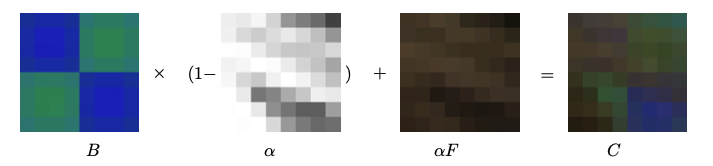 × (1− ) + =
B α αF C